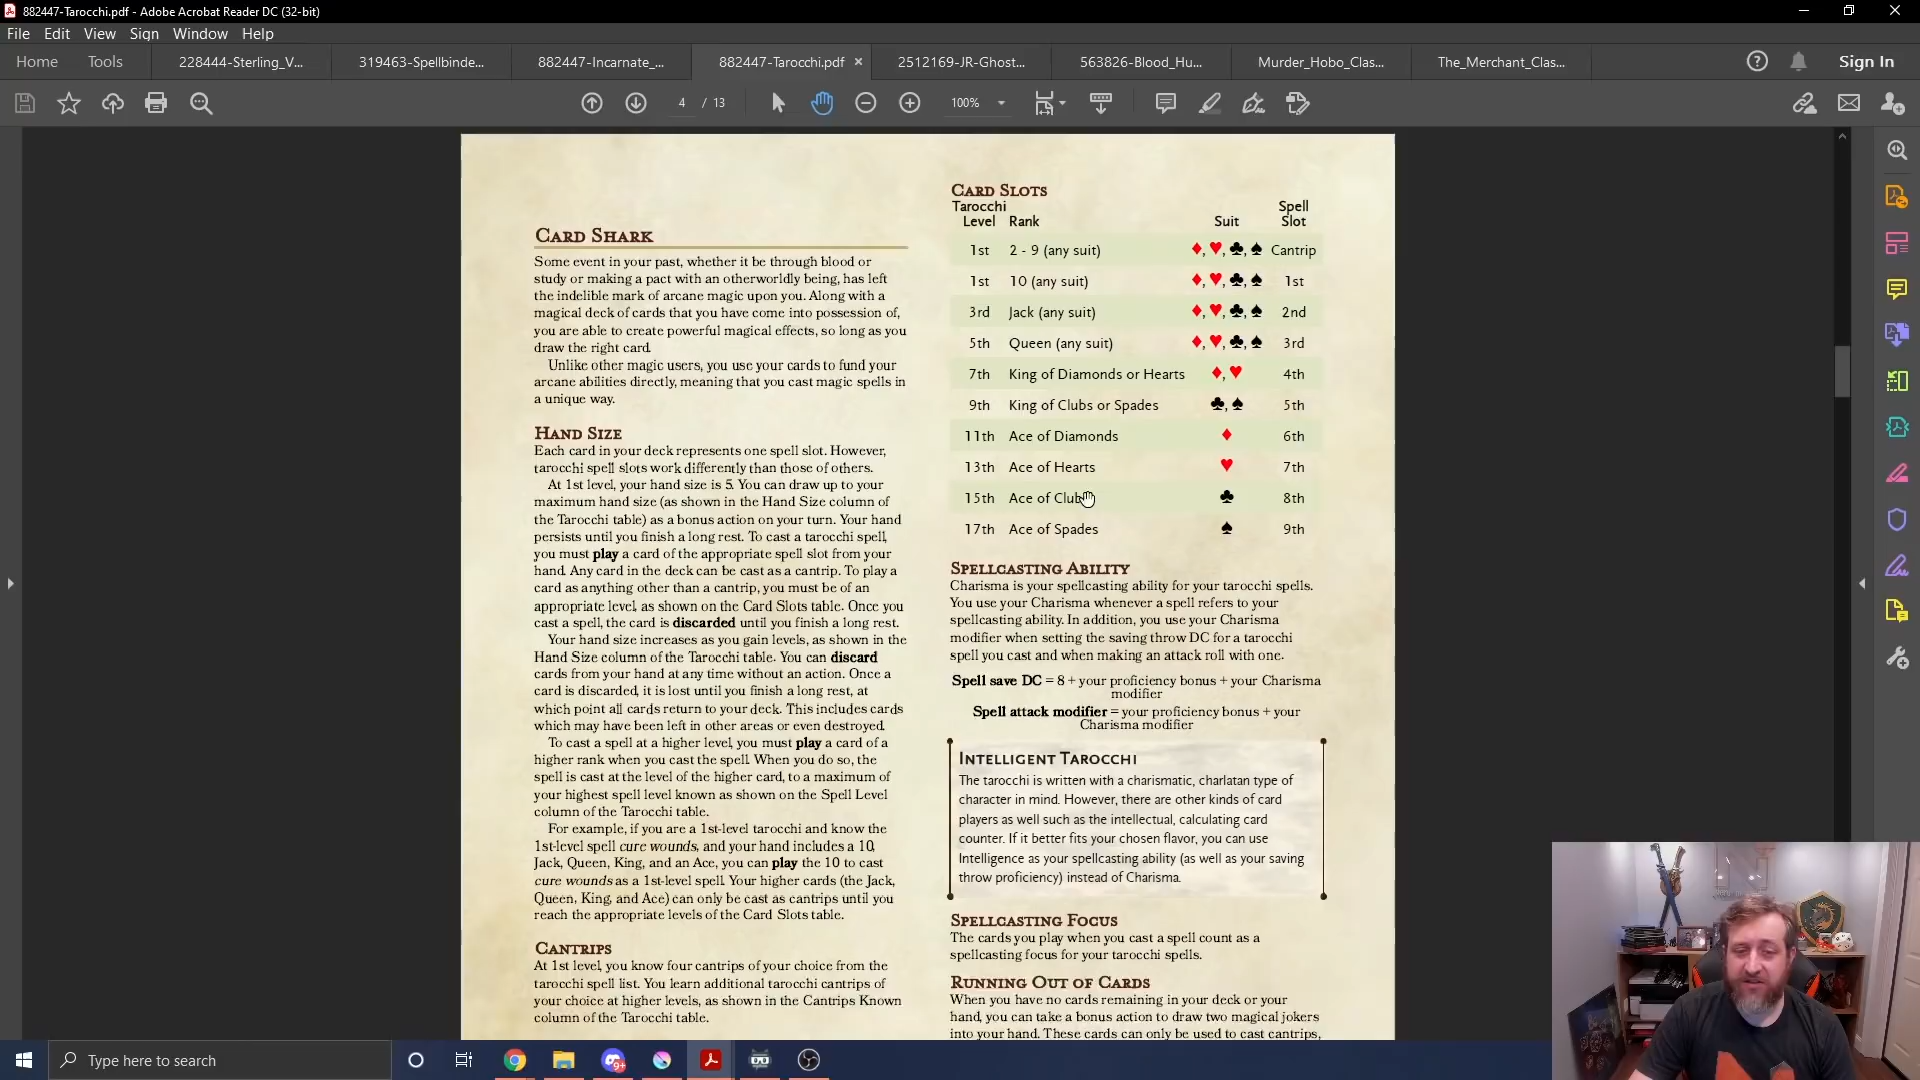 882447-Tarocchi.pdf - Adobe Acrobat Reader DC (32-bit)
File Edit View Sign Window Help
Home Tools 228444-Sterling_V... 319463-Spellbinde... 882447-Incarnate_... 882447-Tarocchi.pdf 2512169-JR-Ghost... 563826-Blood_Hu... Murder_Hobo_Clas... The_Merchant_Clas... Sign In
4 / 13 100%
CARD SHARK
Some event in your past, whether it be through blood or
study or making a pact with an otherworldly being, has left
the indelible mark of arcane magic upon you. Along with a
magical deck of cards that you have come into possession of,
you are able to create powerful magical effects, so long as you
draw the right card.
Unlike other magic users, you use your cards to fund your
arcane abilities directly, meaning that you cast magic spells in
a unique way.
HAND SIZE
Each card in your deck represents one spell slot. However,
tarocchi spell slots work differently than those of others.
At 1st level, your hand size is 5. You can draw up to your
maximum hand size (as shown in the Hand Size column of
the Tarocchi table) as a bonus action on your turn. Your hand
persists until you finish a long rest. To cast a tarocchi spell,
you must play a card of the appropriate spell slot from your
hand. Any card in the deck can be cast as a cantrip. To play a
card as anything other than a cantrip, you must be of an
appropriate level, as shown on the Card Slots table. Once you
cast a spell, the card is discarded until you finish a long rest.
Your hand size increases as you gain levels, as shown in the
Hand Size column of the Tarocchi table. You can discard
cards from your hand at any time without an action. Once a
card is discarded, it is lost until you finish a long rest, at
which point all cards return to your deck. This includes cards
which may have been left in other areas or even destroyed.
To cast a spell at a higher level, you must play a card of a
higher rank when you cast the spell. When you do so, the
spell is cast at the level of the higher card, to a maximum of
your highest spell level known as shown on the Spell Level
column of the Tarocchi table.
For example, if you are a 1st-level tarocchi and know the
1st-level spell cure wounds, and your hand includes a 10,
Jack, Queen, King, and an Ace, you can play the 10 to cast
cure wounds as a 1st-level spell. Your higher cards (the Jack,
Queen, King, and Ace) can only be cast as cantrips until you
reach the appropriate levels of the Card Slots table.
CANTRIPS
At 1st level, you know four cantrips of your choice from the
tarocchi spell list. You learn additional tarocchi cantrips of
your choice at higher levels, as shown in the Cantrips Known
column of the Tarocchi table.
CARD SLOTS
Tarocchi Spell
Level Rank Suit Slot
1st 2 - 9 (any suit) ♦, ♥, ♣, ♠ Cantrip
1st 10 (any suit) ♦, ♥, ♣, ♠ 1st
3rd Jack (any suit) ♦, ♥, ♣, ♠ 2nd
5th Queen (any suit) ♦, ♥, ♣, ♠ 3rd
7th King of Diamonds or Hearts ♦, ♥ 4th
9th King of Clubs or Spades ♣, ♠ 5th
11th Ace of Diamonds ♦ 6th
13th Ace of Hearts ♥ 7th
15th Ace of Clubs ♣ 8th
17th Ace of Spades ♠ 9th
SPELLCASTING ABILITY
Charisma is your spellcasting ability for your tarocchi spells.
You use your Charisma whenever a spell refers to your
spellcasting ability. In addition, you use your Charisma
modifier when setting the saving throw DC for a tarocchi
spell you cast and when making an attack roll with one.
Spell save DC = 8 + your proficiency bonus + your Charisma
modifier
Spell attack modifier = your proficiency bonus + your
Charisma modifier
INTELLIGENT TAROCCHI
The tarocchi is written with a charismatic, charlatan type of
character in mind. However, there are other kinds of card
players as well such as the intellectual, calculating card
counter. If it better fits your chosen flavor, you can use
Intelligence as your spellcasting ability (as well as your saving
throw proficiency) instead of Charisma.
SPELLCASTING FOCUS
The cards you play when you cast a spell count as a
spellcasting focus for your tarocchi spells.
RUNNING OUT OF CARDS
When you have no cards remaining in your deck or your
hand, you can take a bonus action to draw two magical jokers
into your hand. These cards can only be used to cast cantrips,
Type here to search
9+